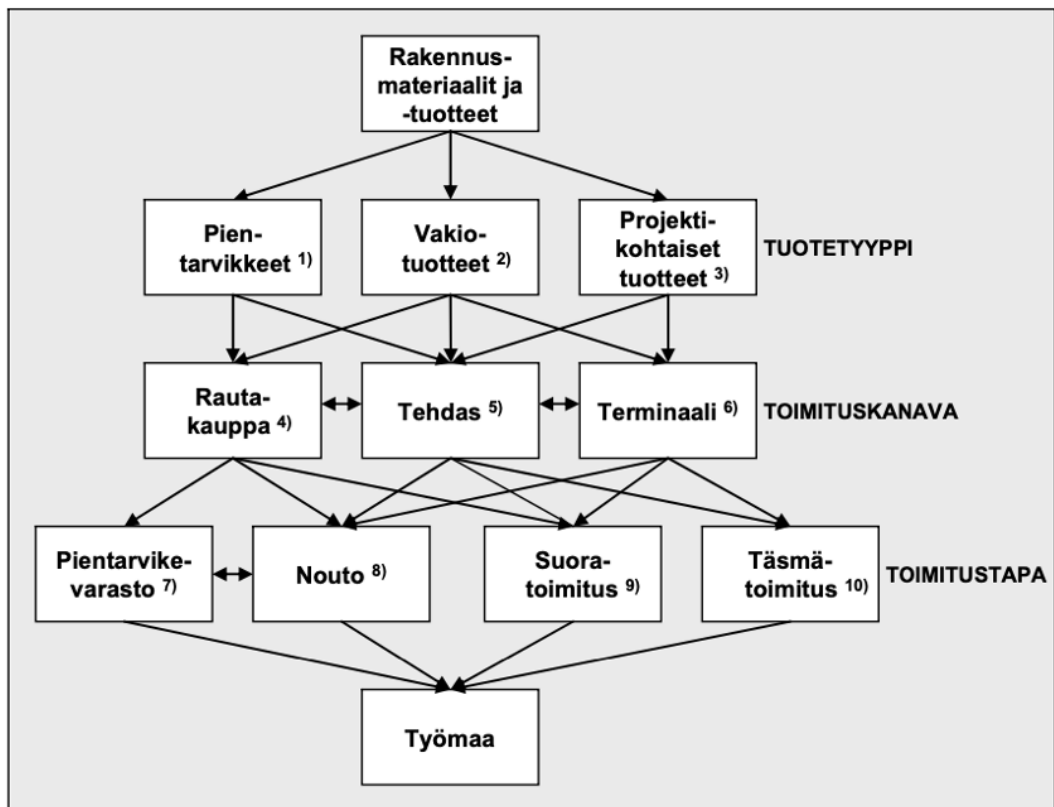 Rakennus-
materiaalit ja
-tuotteet
Pien-
tarvikkeet 1)
Vakio-
tuotteet 2)
Projekti-
kohtaiset
tuotteet 3)
TUOTETYYPPI
Rauta-
kauppa 4)
Tehdas 5)
Terminaali 6)
TOIMITUSKANAVA
Pientarvike-
varasto 7)
Nouto 8)
Suora-
toimitus 9)
Täsmä-
toimitus 10)
TOIMITUSTAPA
Työmaa